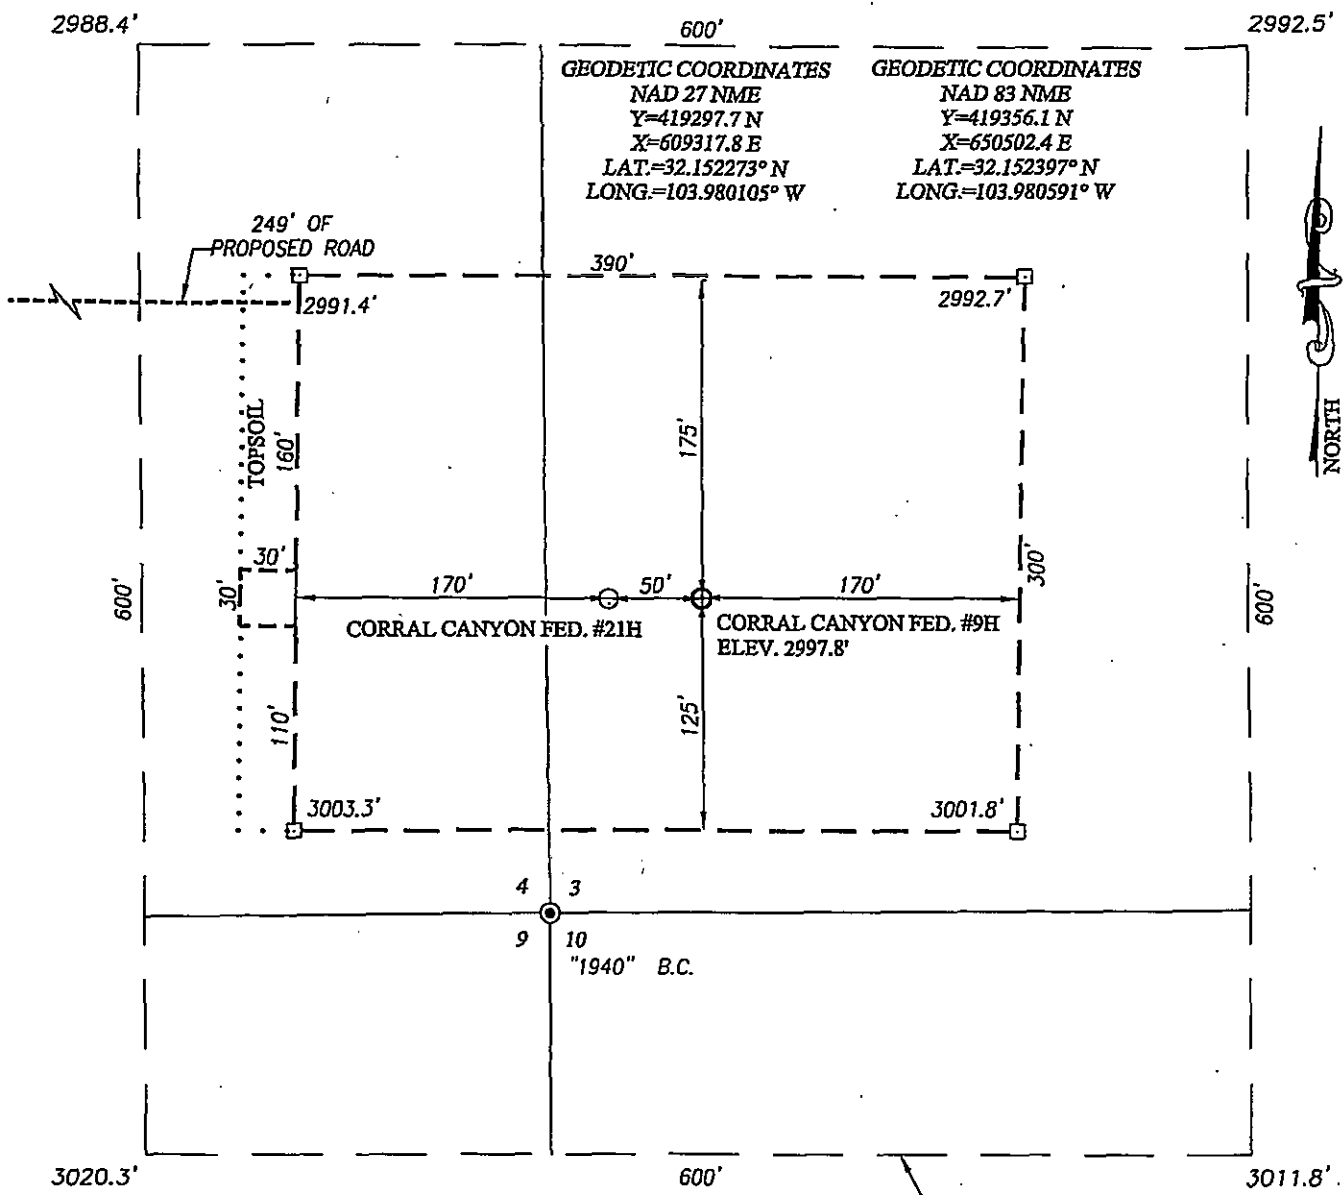 2988.4'
600'
2992.5'
GEODETIC COORDINATES
NAD 27 NME
Y=419297.7 N
X=609317.8 E
LAT.=32.152273° N
LONG.=103.980105° W
GEODETIC COORDINATES
NAD 83 NME
Y=419356.1 N
X=650502.4 E
LAT.=32.152397° N
LONG.=103.980591° W
249' OF
PROPOSED ROAD
390'
2991.4'
2992.7'
NORTH
TOPSOIL
160'
175'
300'
600'
30'
30'
170'
50'
170'
600'
CORRAL CANYON FED. #21H
CORRAL CANYON FED. #9H
ELEV. 2997.8'
110'
125'
3003.3'
3001.8'
4 3
9 10
"1940" B.C.
3020.3'
600'
3011.8'